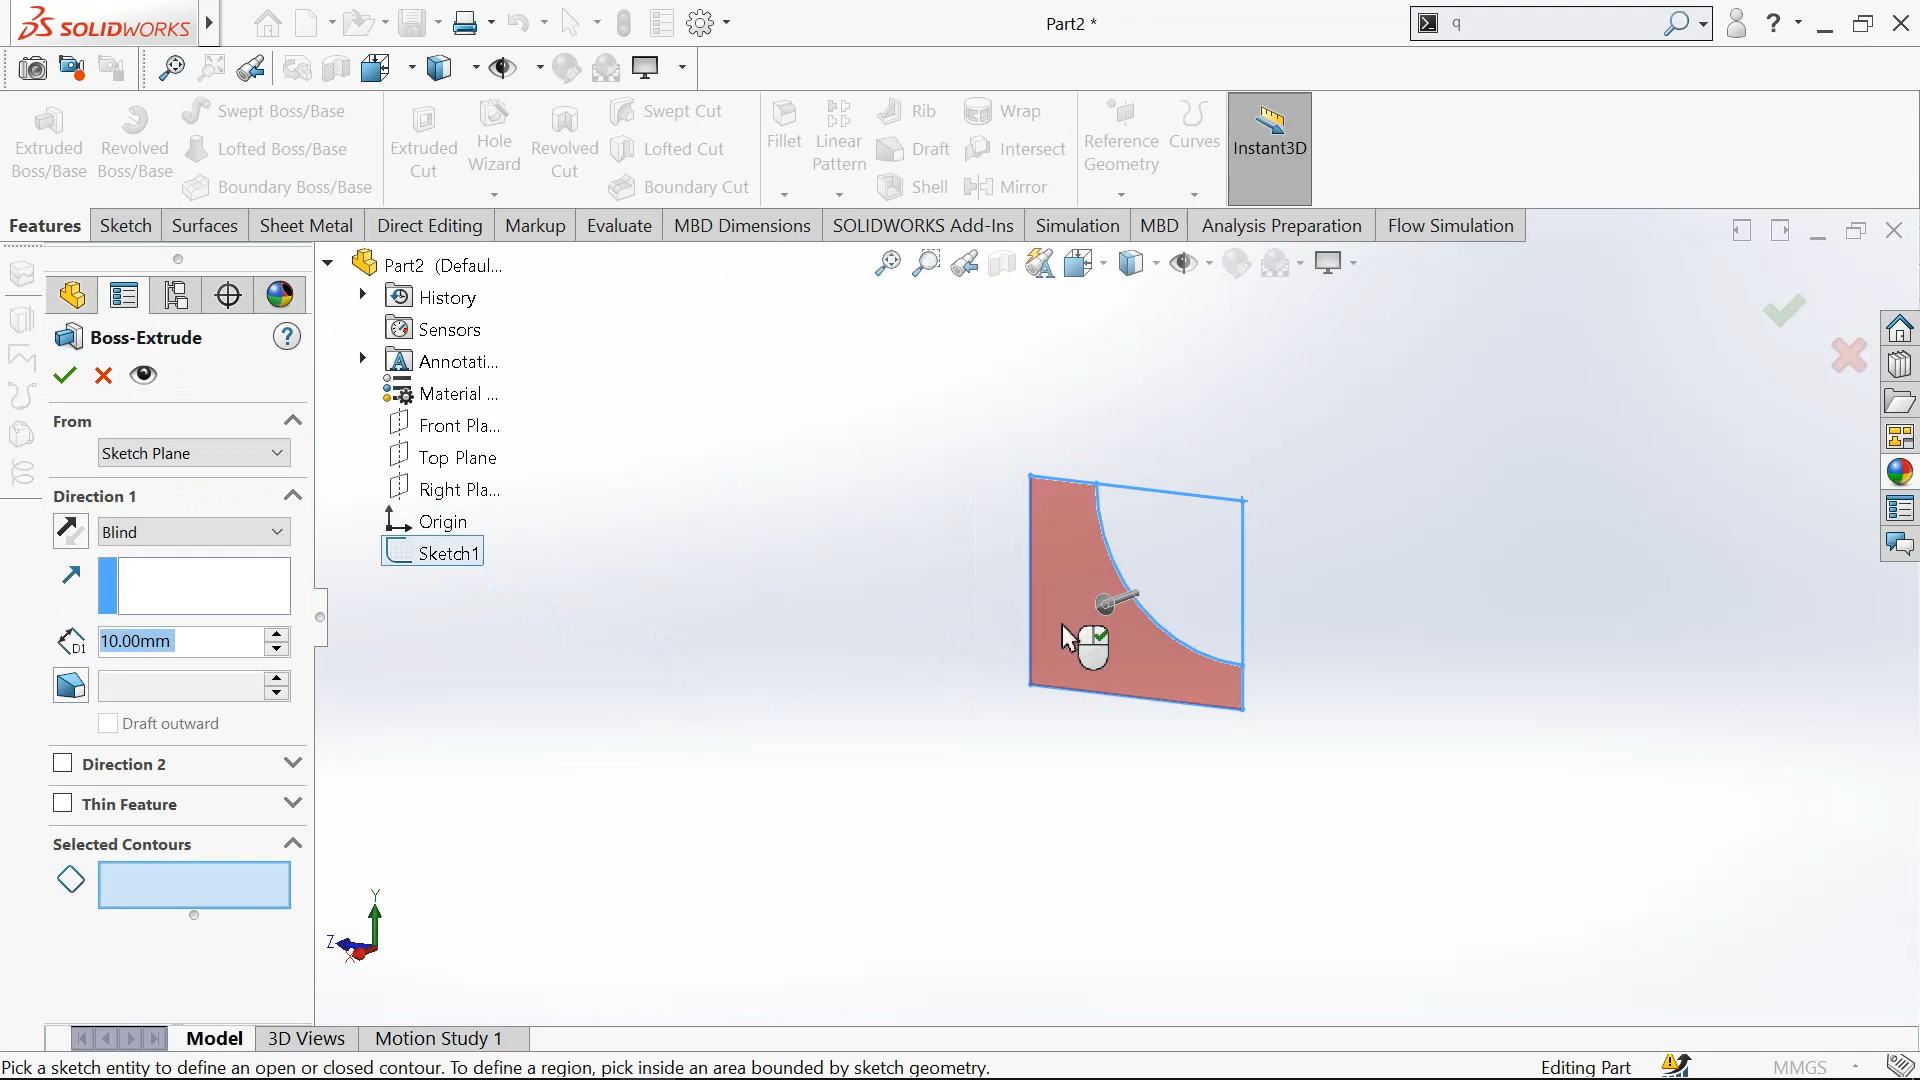 SOLIDWORKS
Part2 *
q
?
Extruded
Boss/Base
Revolved
Boss/Base
Swept Boss/Base
Lofted Boss/Base
Boundary Boss/Base
Extruded
Cut
Hole
Wizard
Revolved
Cut
Swept Cut
Lofted Cut
Boundary Cut
Fillet
Linear
Pattern
Rib
Draft
Shell
Wrap
Intersect
Mirror
Reference
Geometry
Curves
Instant3D
Features
Sketch
Surfaces
Sheet Metal
Direct Editing
Markup
Evaluate
MBD Dimensions
SOLIDWORKS Add-Ins
Simulation
MBD
Analysis Preparation
Flow Simulation
Boss-Extrude
?
From
Sketch Plane
Direction 1
Blind
D1
10.00mm
Draft outward
Direction 2
Thin Feature
Selected Contours
Part2 (Defaul...
History
Sensors
A
Annotati...
Material ...
Front Pla...
Top Plane
Right Pla...
Origin
Sketch1
Y
Z
X
Model
3D Views
Motion Study 1
Pick a sketch entity to define an open or closed contour. To define a region, pick inside an area bounded by sketch geometry.
Editing Part
MMGS